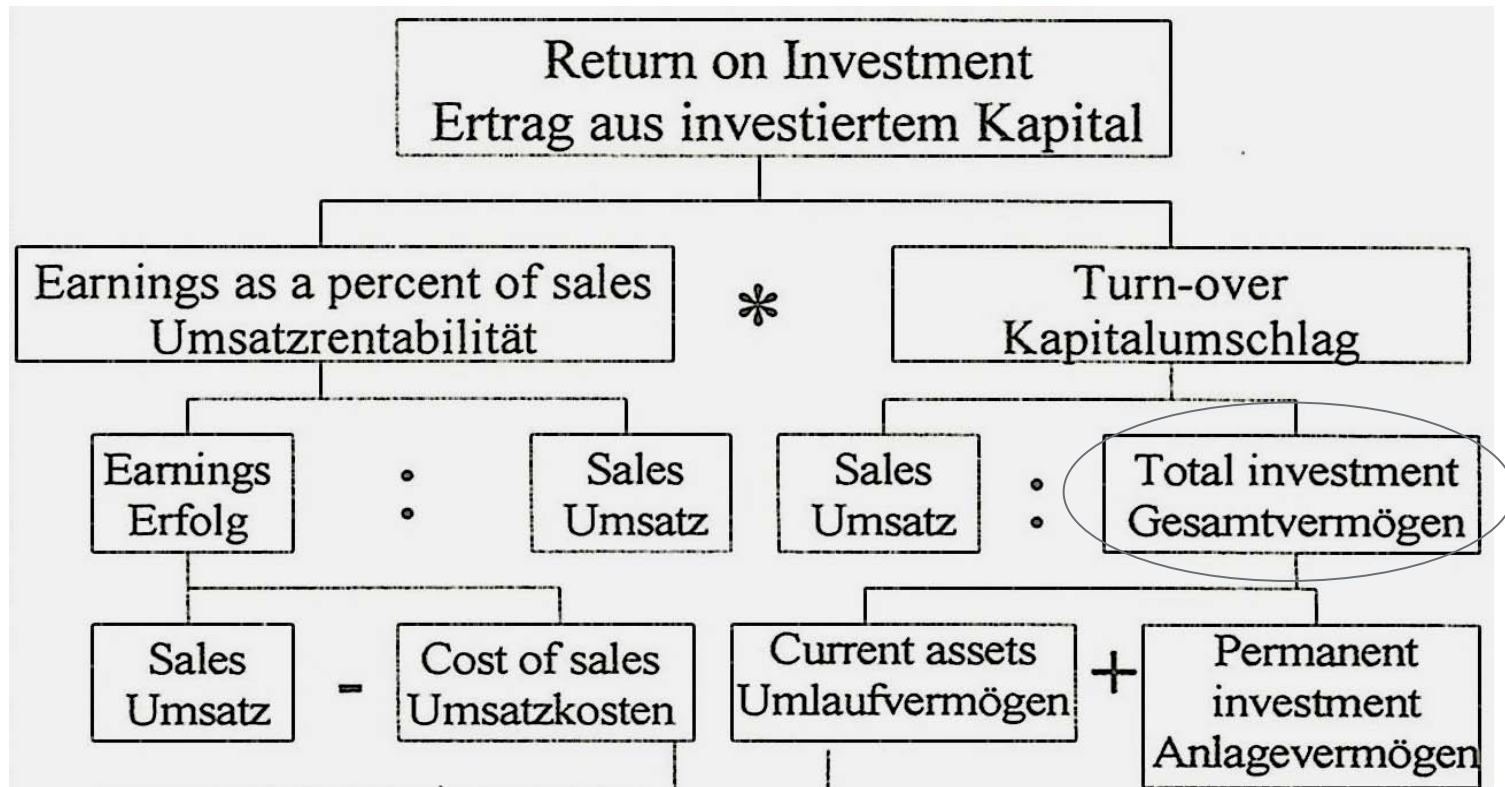 Return on Investment
Ertrag aus investiertem Kapital
Earnings as a percent of sales
Umsatzrentabilität
*
Turn-over
Kapitalumschlag
Earnings
Erfolg
:
Sales
Umsatz
Sales
Umsatz
:
Total investment
Gesamtvermögen
Sales
Umsatz
-
Cost of sales
Umsatzkosten
Current assets
Umlaufvermögen
+
Permanent
investment
Anlagevermögen